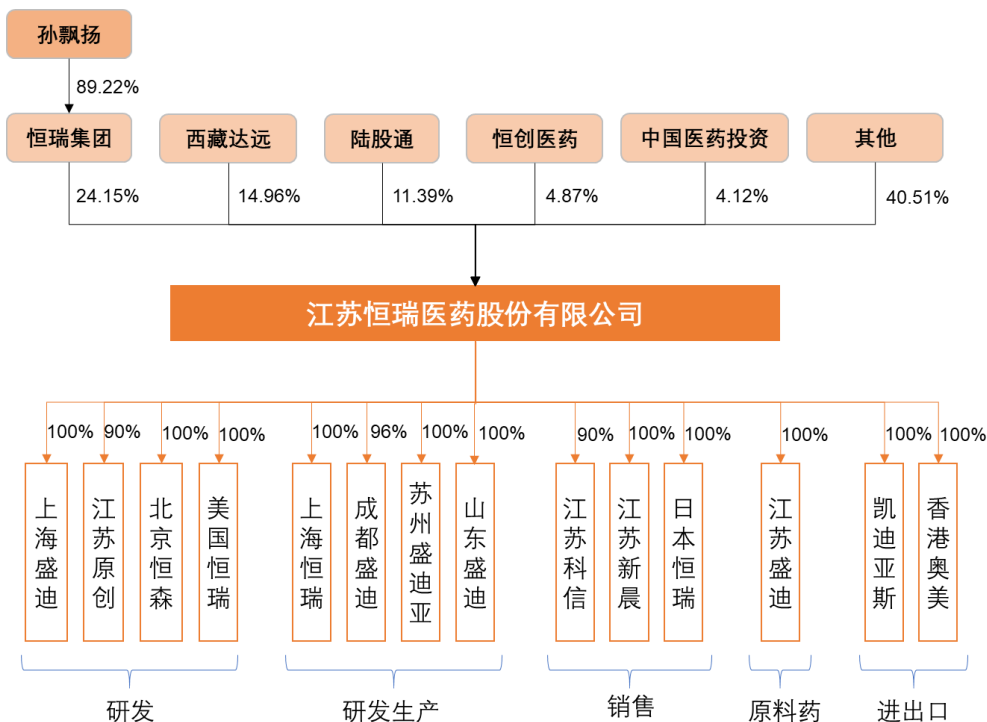 孙飘扬
89.22%
恒瑞集团
西藏达远
陆股通
恒创医药
中国医药投资
其他
24.15%
14.96%
11.39%
4.87%
4.12%
40.51%
江苏恒瑞医药股份有限公司
100%
90%
100%
100%
100%
96%
100%
100%
90%
100%
100%
100%
100%
100%
上海盛迪
江苏原创
北京恒森
美国恒瑞
上海恒瑞
成都盛迪
苏州盛迪亚
山东盛迪
江苏科信
江苏新晨
日本恒瑞
江苏盛迪
凯迪亚斯
香港奥美
研发
研发生产
销售
原料药
进出口